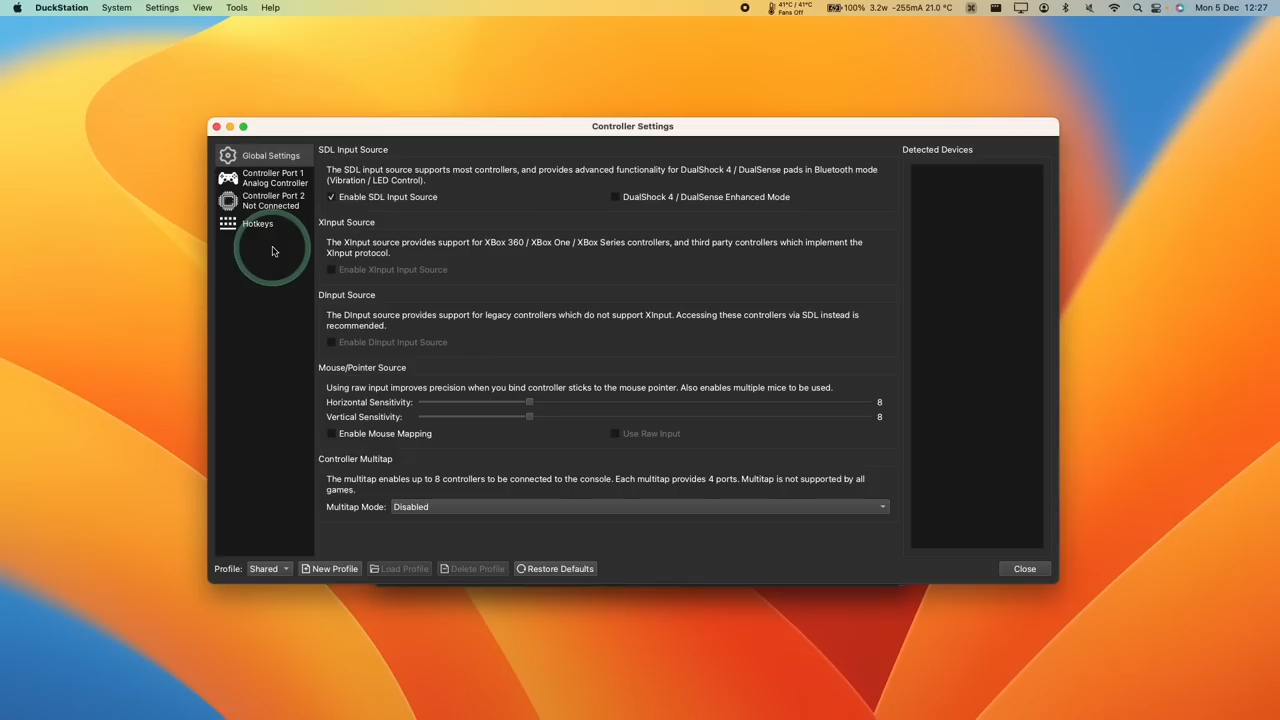 DuckStation System Settings View Tools Help
41°C / 41°C
Fans Off
100% 3.2w -255mA 21.0 °C
Mon 5 Dec 12:27
Controller Settings
Global Settings
Controller Port 1
Analog Controller
Controller Port 2
Not Connected
Hotkeys
SDL Input Source
The SDL input source supports most controllers, and provides advanced functionality for DualShock 4 / DualSense pads in Bluetooth mode
(Vibration / LED Control).
Enable SDL Input Source
DualShock 4 / DualSense Enhanced Mode
XInput Source
The XInput source provides support for XBox 360 / XBox One / XBox Series controllers, and third party controllers which implement the
XInput protocol.
Enable XInput Input Source
DInput Source
The DInput source provides support for legacy controllers which do not support XInput. Accessing these controllers via SDL instead is
recommended.
Enable DInput Input Source
Mouse/Pointer Source
Using raw input improves precision when you bind controller sticks to the mouse pointer. Also enables multiple mice to be used.
Horizontal Sensitivity: 8
Vertical Sensitivity: 8
Enable Mouse Mapping
Use Raw Input
Controller Multitap
The multitap enables up to 8 controllers to be connected to the console. Each multitap provides 4 ports. Multitap is not supported by all
games.
Multitap Mode: Disabled
Detected Devices
Profile: Shared New Profile Load Profile Delete Profile Restore Defaults Close